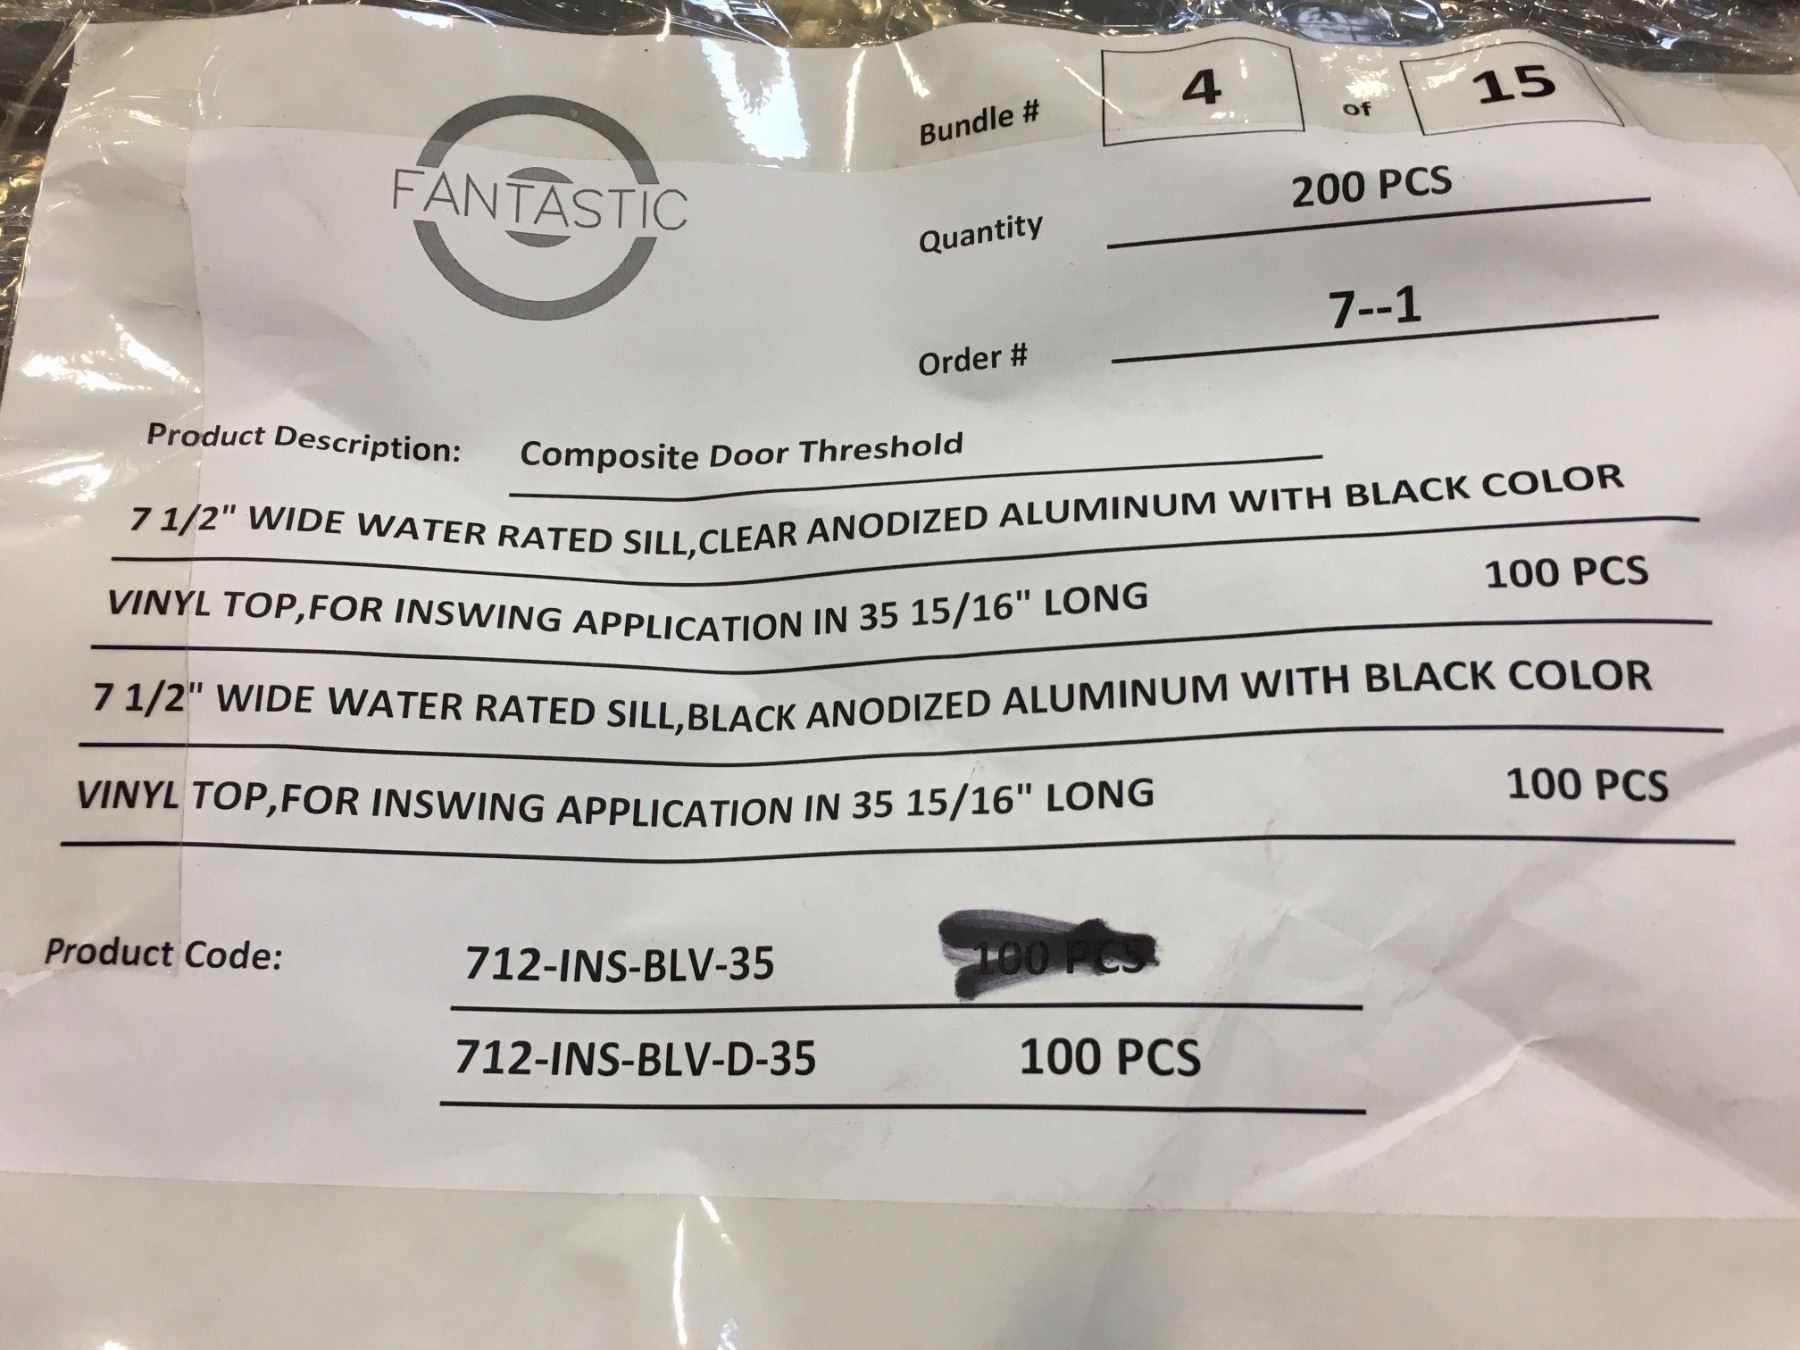 FANTASTIC
Bundle # 4 of 15
Quantity 200 PCS
Order # 7--1
Product Description: Composite Door Threshold
7 1/2" WIDE WATER RATED SILL,CLEAR ANODIZED ALUMINUM WITH BLACK COLOR
VINYL TOP,FOR INSWING APPLICATION IN 35 15/16" LONG 100 PCS
7 1/2" WIDE WATER RATED SILL,BLACK ANODIZED ALUMINUM WITH BLACK COLOR
VINYL TOP,FOR INSWING APPLICATION IN 35 15/16" LONG 100 PCS
Product Code: 712-INS-BLV-35 100 PCS
712-INS-BLV-D-35 100 PCS